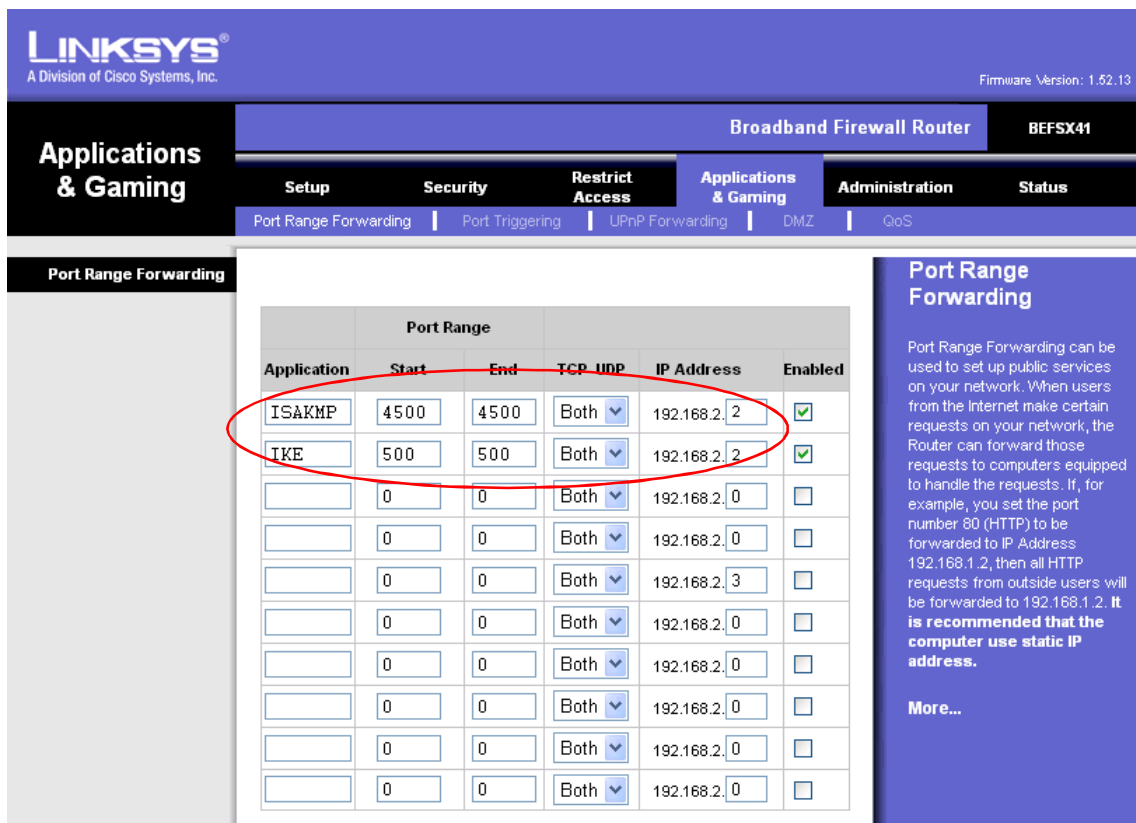 LINKSYS®
A Division of Cisco Systems, Inc.
Firmware Version: 1.52.13
Broadband Firewall Router BEFSX41
Applications
& Gaming
Setup Security Restrict Access Applications & Gaming Administration Status
Port Range Forwarding Port Triggering UPnP Forwarding DMZ QoS
Port Range Forwarding
Port Range
Application Start End TCP UDP IP Address Enabled
ISAKMP 4500 4500 Both 192.168.2. 2
IKE 500 500 Both 192.168.2. 2
0 0 Both 192.168.2. 0
0 0 Both 192.168.2. 0
0 0 Both 192.168.2. 3
0 0 Both 192.168.2. 0
0 0 Both 192.168.2. 0
0 0 Both 192.168.2. 0
0 0 Both 192.168.2. 0
0 0 Both 192.168.2. 0
Port Range
Forwarding
Port Range Forwarding can be
used to set up public services
on your network. When users
from the Internet make certain
requests on your network, the
Router can forward those
requests to computers equipped
to handle the requests. If, for
example, you set the port
number 80 (HTTP) to be
forwarded to IP Address
192.168.1.2, then all HTTP
requests from outside users will
be forwarded to 192.168.1.2. It
is recommended that the
computer use static IP
address.
More...